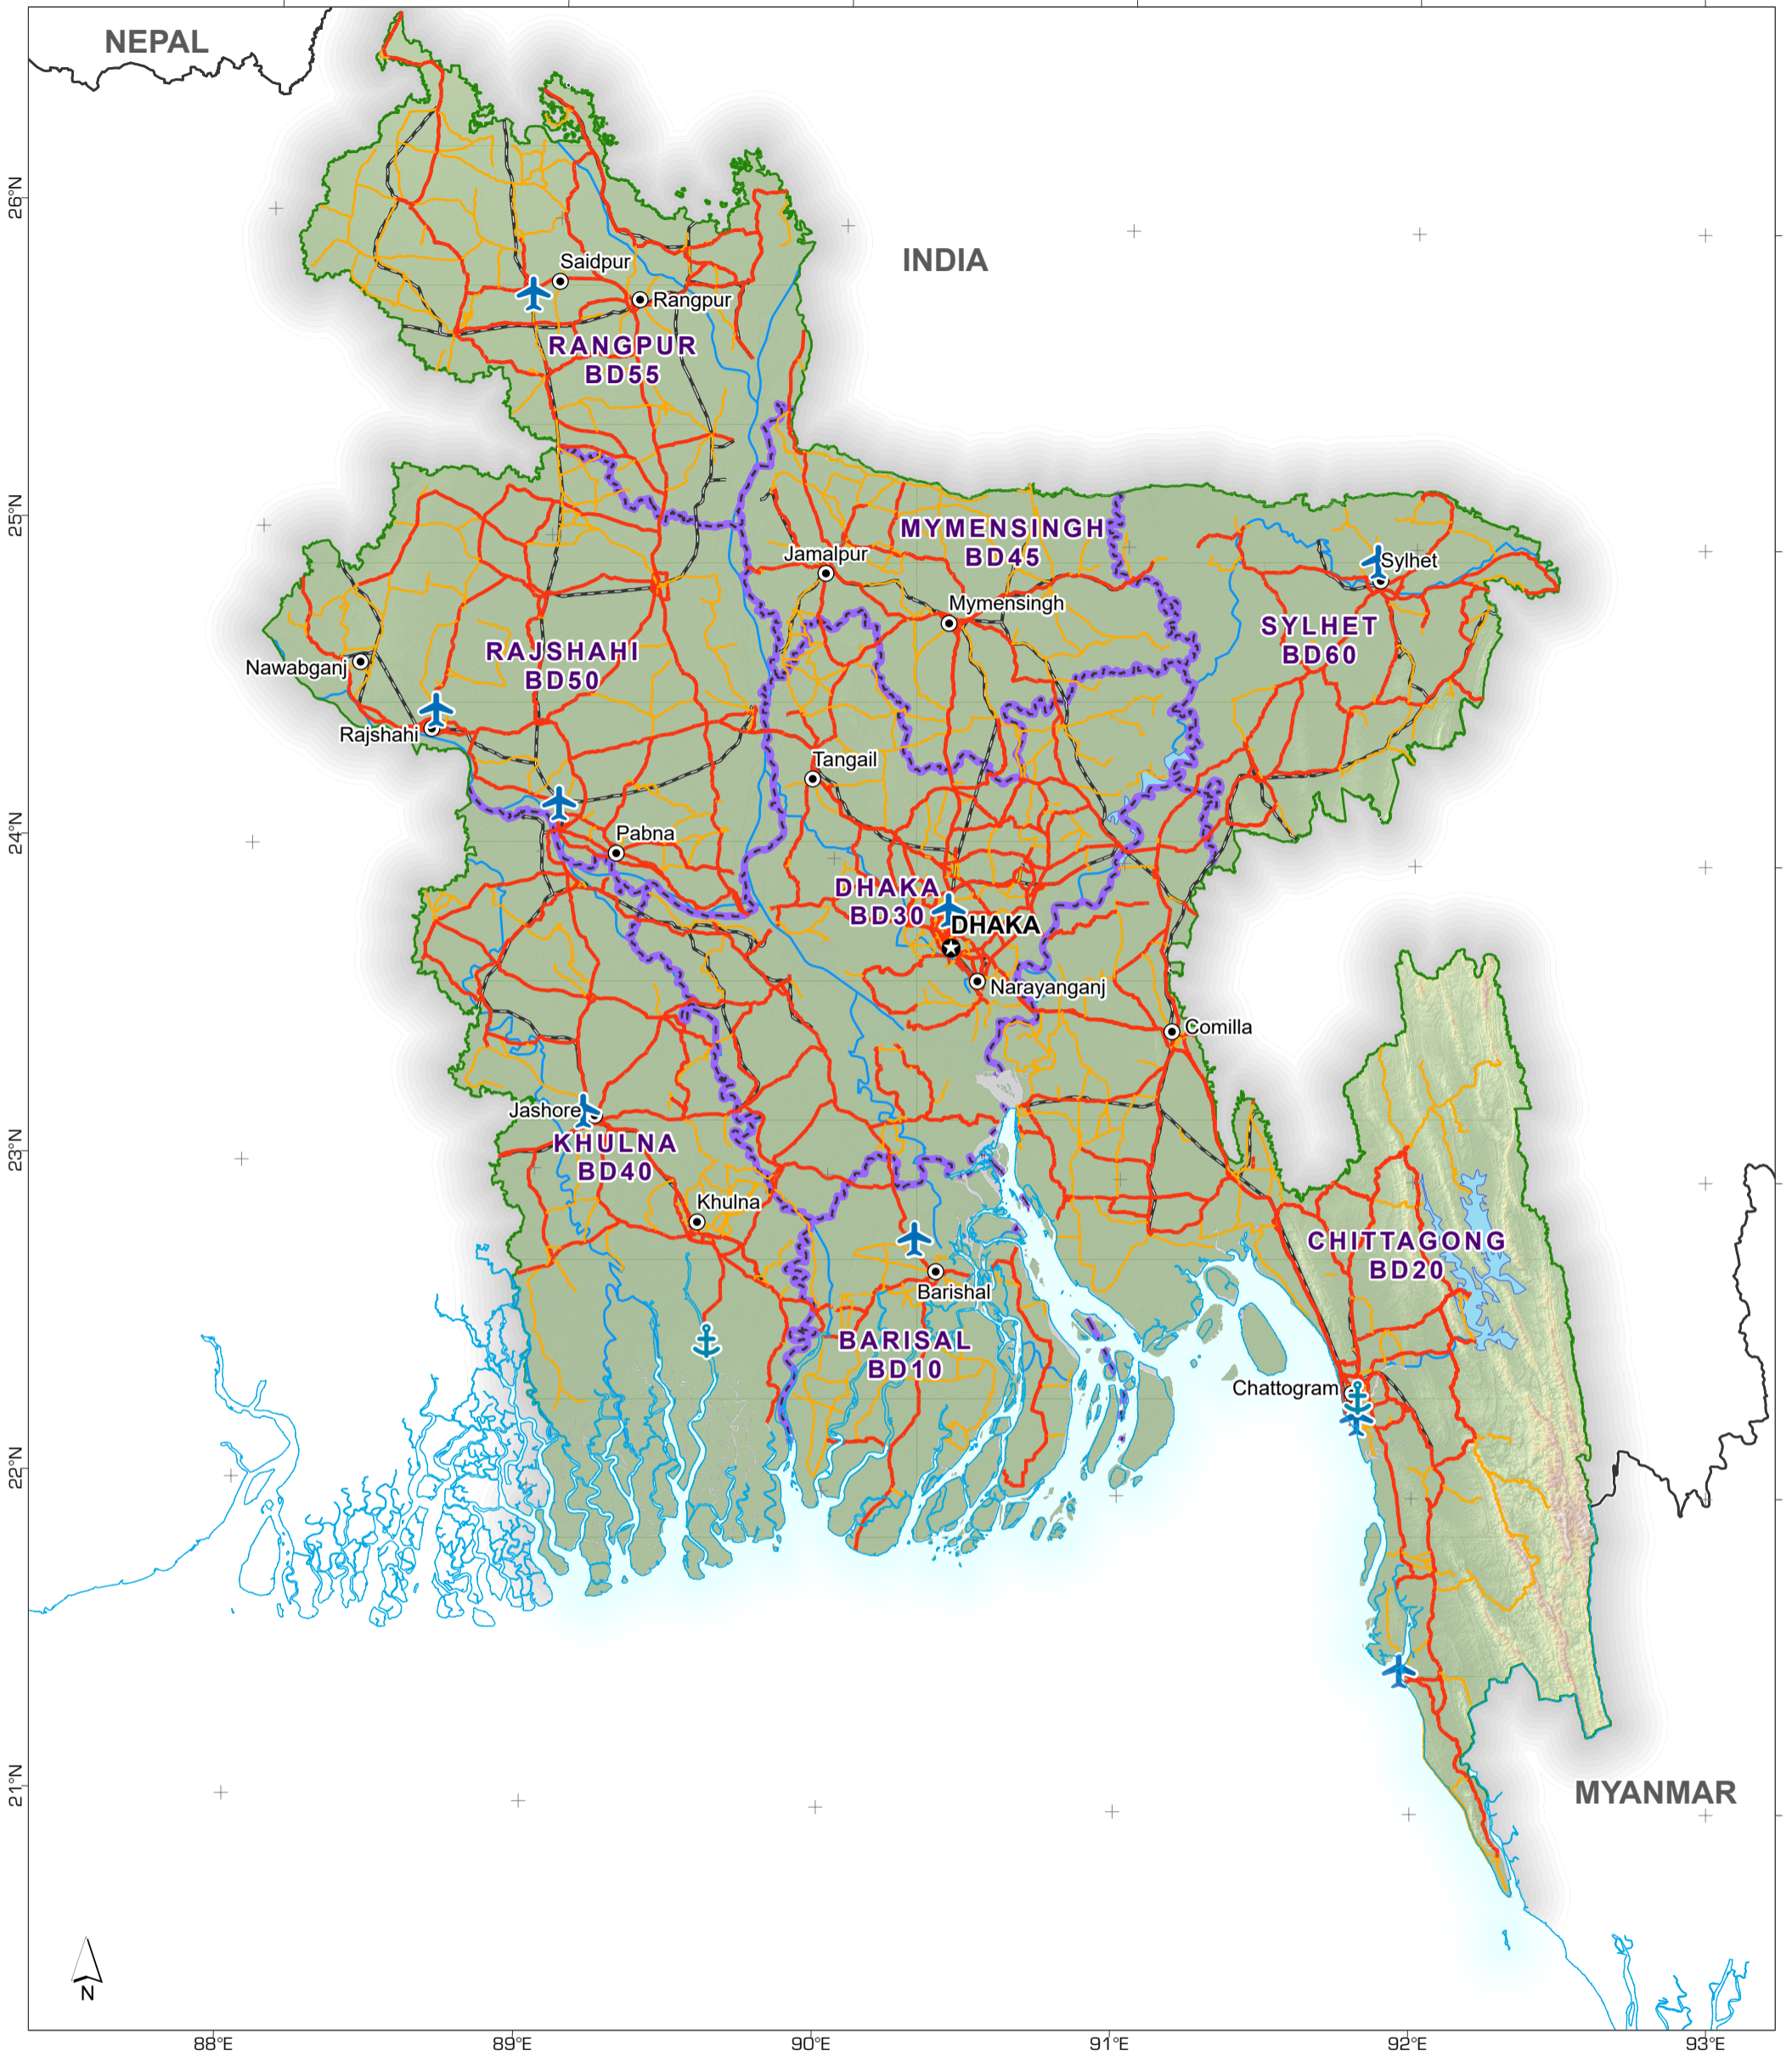 NEPAL
26°N
INDIA
Saidpur
Rangpur
RANGPUR
BD55
25°N
MYMENSINGH
BD45
Jamalpur
Sylhet
Mymensingh
SYLHET
BD60
RAJSHAHI
BD50
Nawabganj
Rajshahi
Tangail
24°N
Pabna
DHAKA
BD30
DHAKA
Narayanganj
Comilla
Jashore
23°N
KHULNA
BD40
Khulna
CHITTAGONG
BD20
Barishal
BARISAL
BD10
Chattogram
22°N
21°N
MYANMAR
N
88°E
89°E
90°E
91°E
92°E
93°E